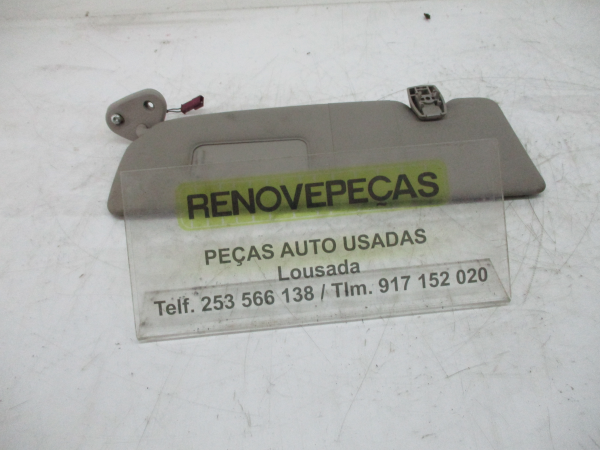 RENOVEPEÇAS
PEÇAS AUTO USADAS
Lousada
Telf. 253 566 138 / Tlm. 917 152 020